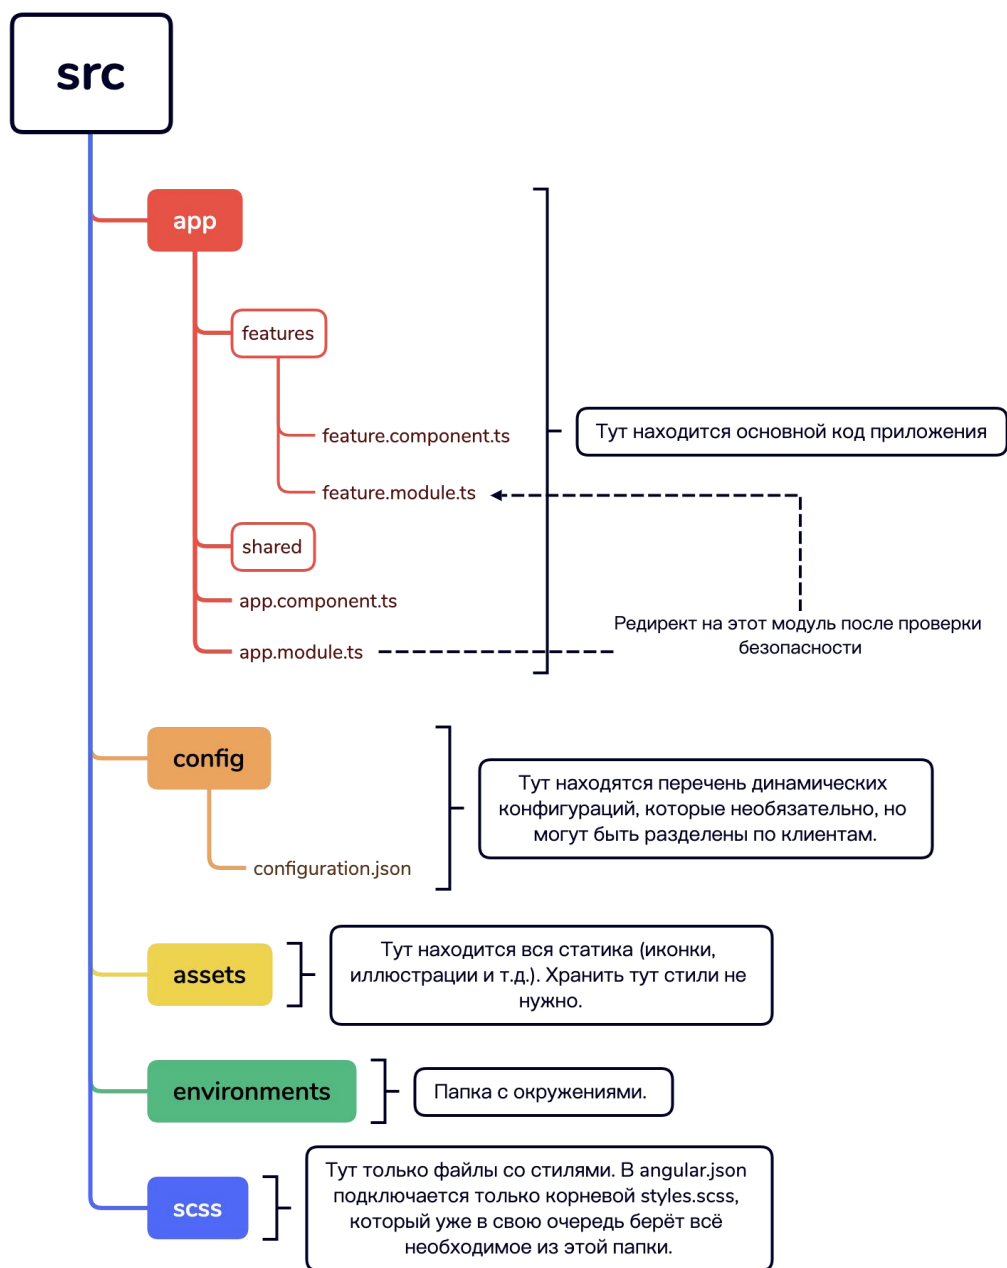 src
app
features
feature.component.ts
Тут находится основной код приложения
feature.module.ts
shared
app.component.ts
Редирект на этот модуль после проверки
безопасности
app.module.ts
config
Тут находятся перечень динамических
конфигураций, которые необязательно, но
могут быть разделены по клиентам.
configuration.json
assets
Тут находится вся статика (иконки,
иллюстрации и т.д.). Хранить тут стили не
нужно.
environments
Папка с окружениями.
scss
Тут только файлы со стилями. В angular.json
подключается только корневой styles.scss,
который уже в свою очередь берёт всё
необходимое из этой папки.